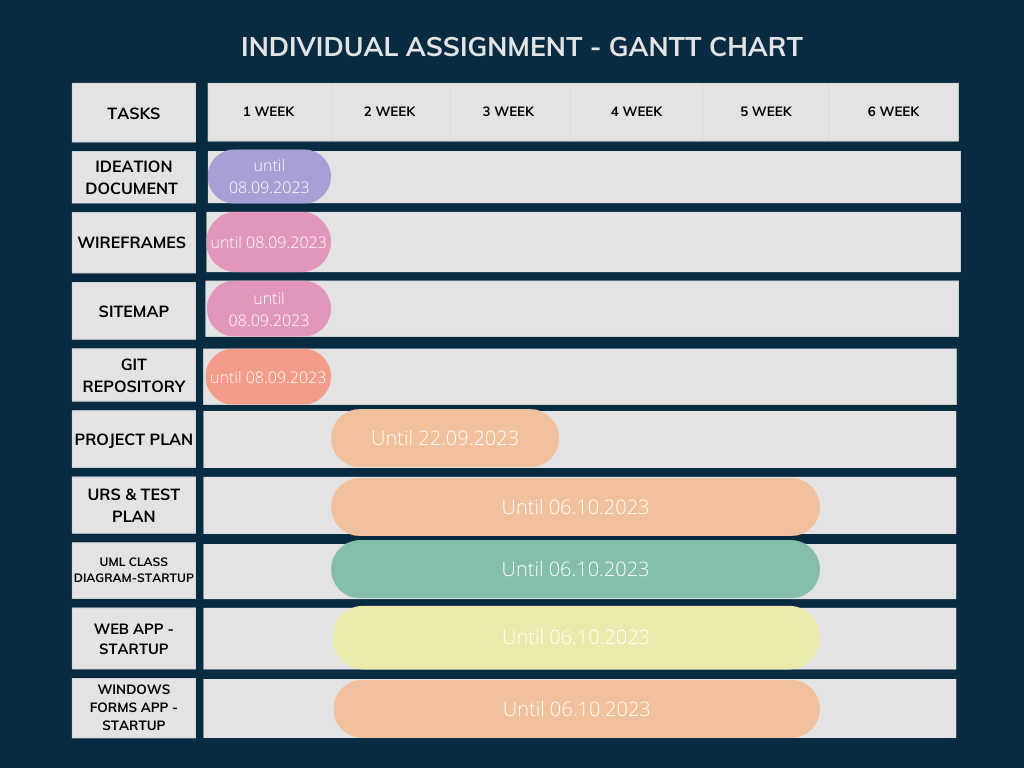 INDIVIDUAL ASSIGNMENT - GANTT CHART
TASKS
1 WEEK
2 WEEK
3 WEEK
4 WEEK
5 WEEK
6 WEEK
IDEATION
DOCUMENT
until
08.09.2023
WIREFRAMES
until 08.09.2023
SITEMAP
until
08.09.2023
GIT
REPOSITORY
until 08.09.2023
PROJECT PLAN
Until 22.09.2023
URS & TEST
PLAN
Until 06.10.2023
UML CLASS
DIAGRAM-STARTUP
Until 06.10.2023
WEB APP -
STARTUP
Until 06.10.2023
WINDOWS
FORMS APP -
STARTUP
Until 06.10.2023